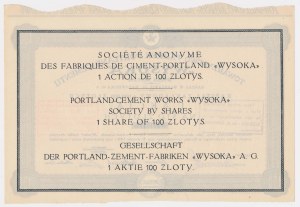 SOCIÉTÉ ANONYME
DES FABRIQUES DE CIMENT-PORTLAND «WYSOKA»
1 ACTION DE 100 ZLOTYS.
PORTLAND-CEMENT WORKS «WYSOKA»
SOCIETY BY SHARES
1 SHARE OF 100 ZLOTYS.
GESELLSCHAFT
DER PORTLAND-ZEMENT-FABRIKEN «WYSOKA» A. G.
1 AKTIE 100 ZLOTY.